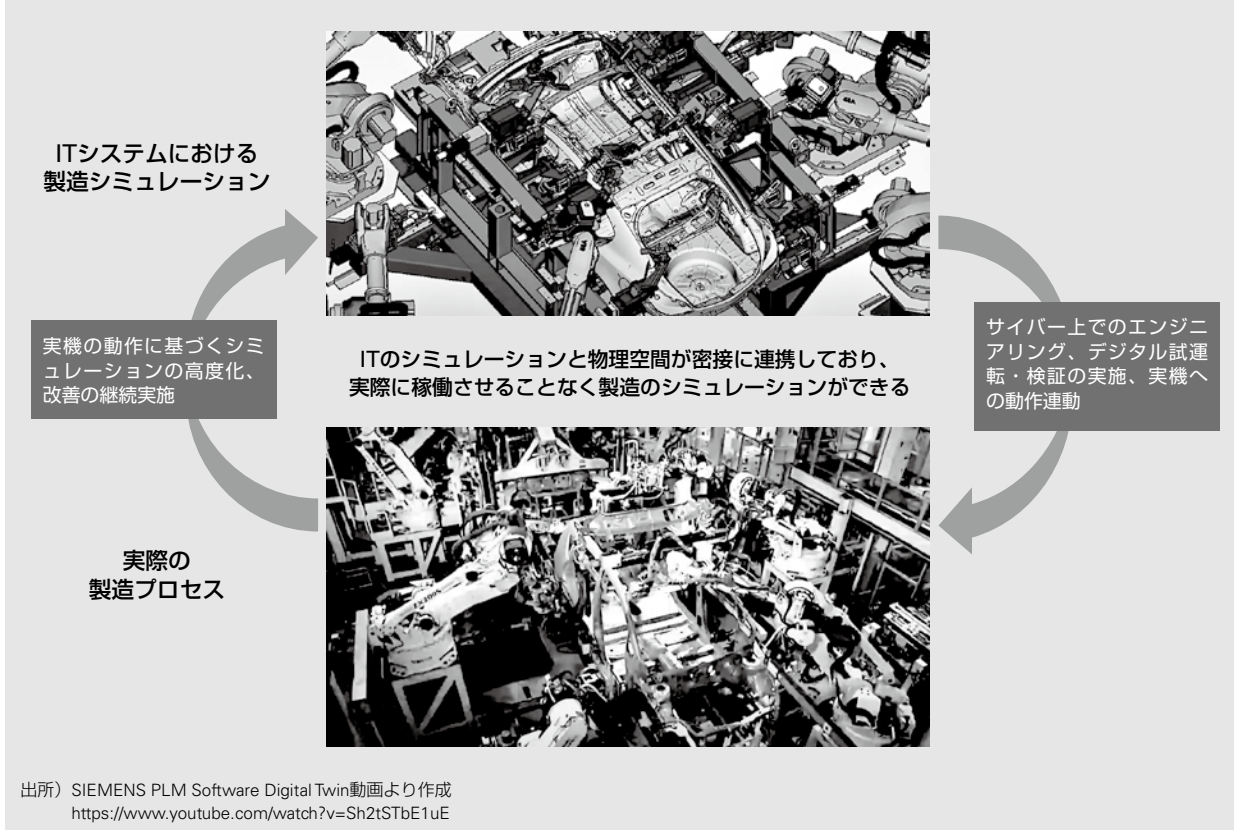 ITシステムにおける
製造シミュレーション
実機の動作に基づくシミ
ュレーションの高度化、
改善の継続実施
ITのシミュレーションと物理空間が密接に連携しており、
実際に稼働させることなく製造のシミュレーションができる
サイバー上でのエンジニ
アリング、デジタル試運
転・検証の実施、実機へ
の動作連動
実際の
製造プロセス
出所）SIEMENS PLM Software Digital Twin動画より作成
https://www.youtube.com/watch?v=Sh2tSTbE1uE